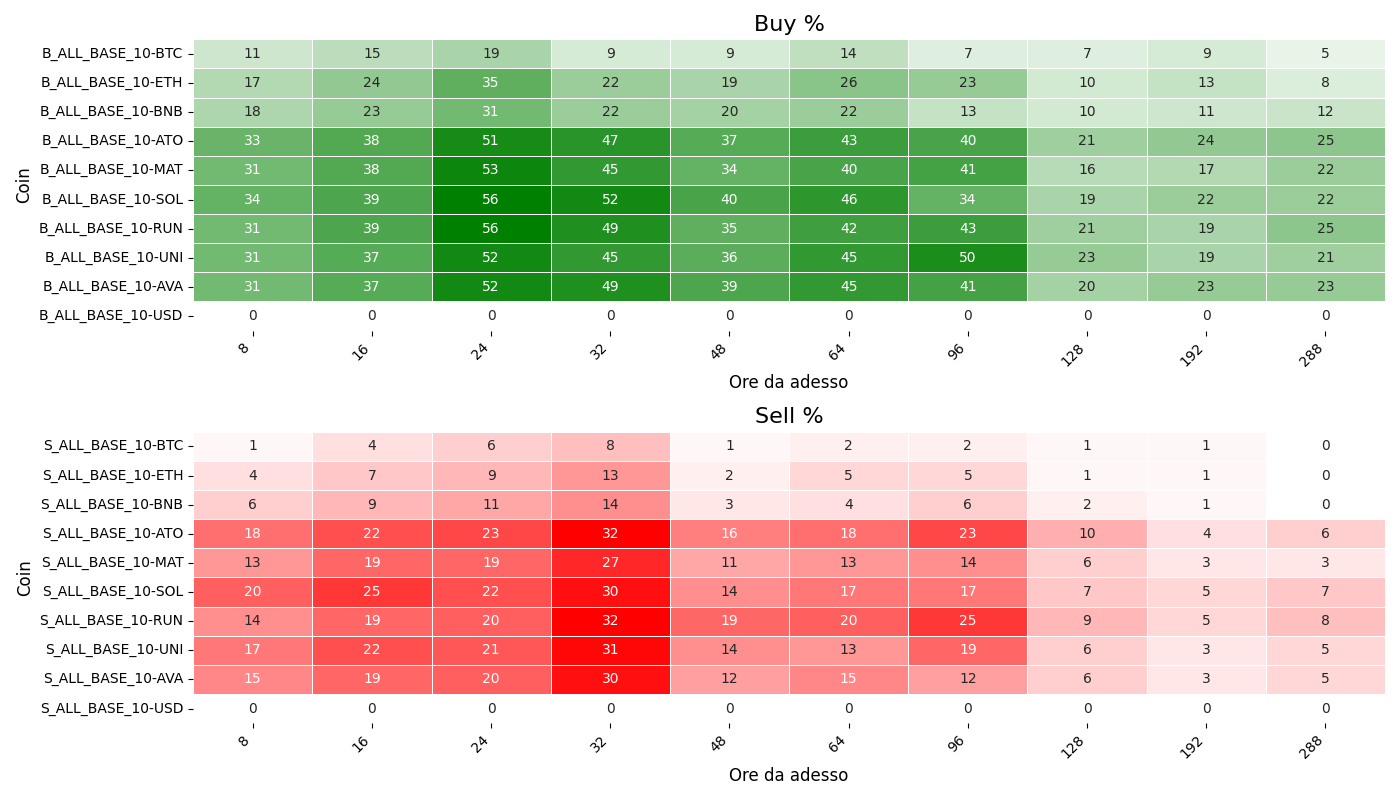 Buy %
Coin
B_ALL_BASE_10-BTC 11 15 19 9 9 14 7 7 9 5
B_ALL_BASE_10-ETH 17 24 35 22 19 26 23 10 13 8
B_ALL_BASE_10-BNB 18 23 31 22 20 22 13 10 11 12
B_ALL_BASE_10-ATO 33 38 51 47 37 43 40 21 24 25
B_ALL_BASE_10-MAT 31 38 53 45 34 40 41 16 17 22
B_ALL_BASE_10-SOL 34 39 56 52 40 46 34 19 22 22
B_ALL_BASE_10-RUN 31 39 56 49 35 42 43 21 19 25
B_ALL_BASE_10-UNI 31 37 52 45 36 45 50 23 19 21
B_ALL_BASE_10-AVA 31 37 52 49 39 45 41 20 23 23
B_ALL_BASE_10-USD 0 0 0 0 0 0 0 0 0 0
8 16 24 32 48 64 96 128 192 288
Ore da adesso
Sell %
Coin
S_ALL_BASE_10-BTC 1 4 6 8 1 2 2 1 1 0
S_ALL_BASE_10-ETH 4 7 9 13 2 5 5 1 1 0
S_ALL_BASE_10-BNB 6 9 11 14 3 4 6 2 1 0
S_ALL_BASE_10-ATO 18 22 23 32 16 18 23 10 4 6
S_ALL_BASE_10-MAT 13 19 19 27 11 13 14 6 3 3
S_ALL_BASE_10-SOL 20 25 22 30 14 17 17 7 5 7
S_ALL_BASE_10-RUN 14 19 20 32 19 20 25 9 5 8
S_ALL_BASE_10-UNI 17 22 21 31 14 13 19 6 3 5
S_ALL_BASE_10-AVA 15 19 20 30 12 15 12 6 3 5
S_ALL_BASE_10-USD 0 0 0 0 0 0 0 0 0 0
8 16 24 32 48 64 96 128 192 288
Ore da adesso